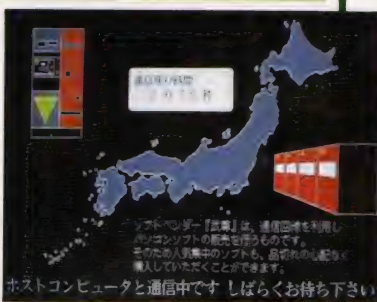 ソフトベンダー『武尊』は、通信回線を利用し
パソコンソフトの販売を行うものです。
そのため人気集中のソフトも、品切れの心配なく
購入していただくことができます。
ホストコンピュータと通信中です しばらくお待ち下さい